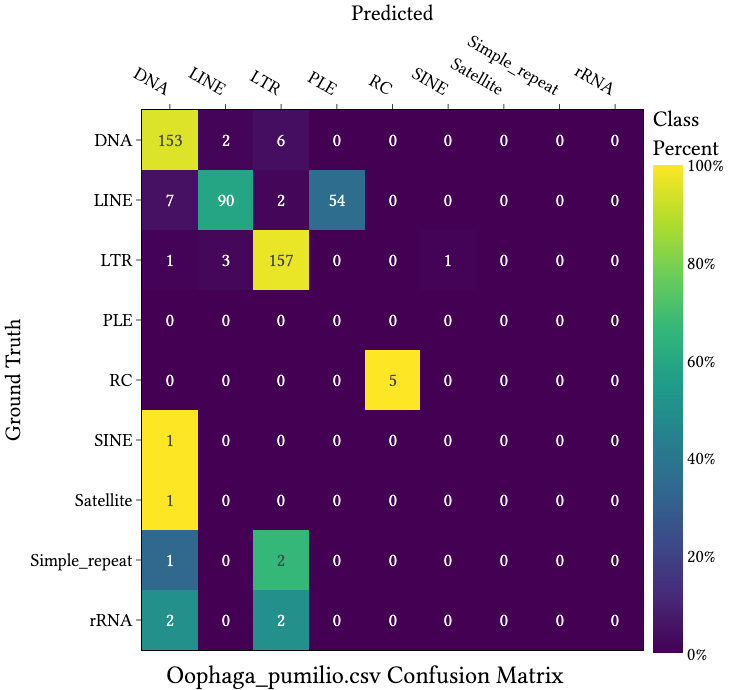 Predicted
DNA LINE LTR PLE RC SINE Satellite Simple_repeat rRNA
Class
Percent
DNA 153 2 6 0 0 0 0 0 0
LINE 7 90 2 54 0 0 0 0 0
LTR 1 3 157 0 0 1 0 0 0
PLE 0 0 0 0 0 0 0 0 0
RC 0 0 0 0 5 0 0 0 0
SINE 1 0 0 0 0 0 0 0 0
Satellite 1 0 0 0 0 0 0 0 0
Simple_repeat 1 0 2 0 0 0 0 0 0
rRNA 2 0 2 0 0 0 0 0 0
Ground Truth
100%
80%
60%
40%
20%
0%
Oophaga_pumilio.csv Confusion Matrix